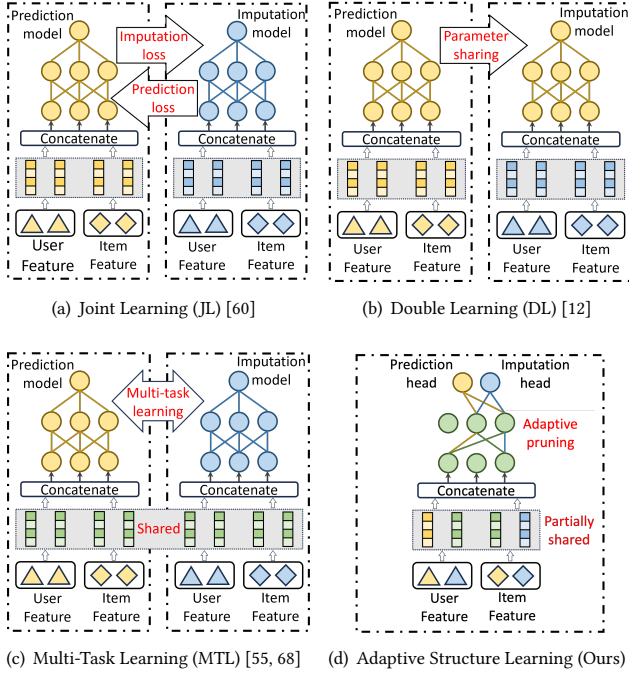 Prediction
model
Imputation
loss
Prediction
loss
Imputation
model
Concatenate
Concatenate
User
Feature
Item
Feature
User
Feature
Item
Feature
(a) Joint Learning (JL) [60]
Prediction
model
Parameter
sharing
Imputation
model
Concatenate
Concatenate
User
Feature
Item
Feature
User
Feature
Item
Feature
(b) Double Learning (DL) [12]
Prediction
model
Multi-task
learning
Imputation
model
Concatenate
Concatenate
Shared
User
Feature
Item
Feature
User
Feature
Item
Feature
(c) Multi-Task Learning (MTL) [55, 68]
Prediction
head
Imputation
head
Adaptive
pruning
Concatenate
Partially
shared
User
Feature
Item
Feature
(d) Adaptive Structure Learning (Ours)